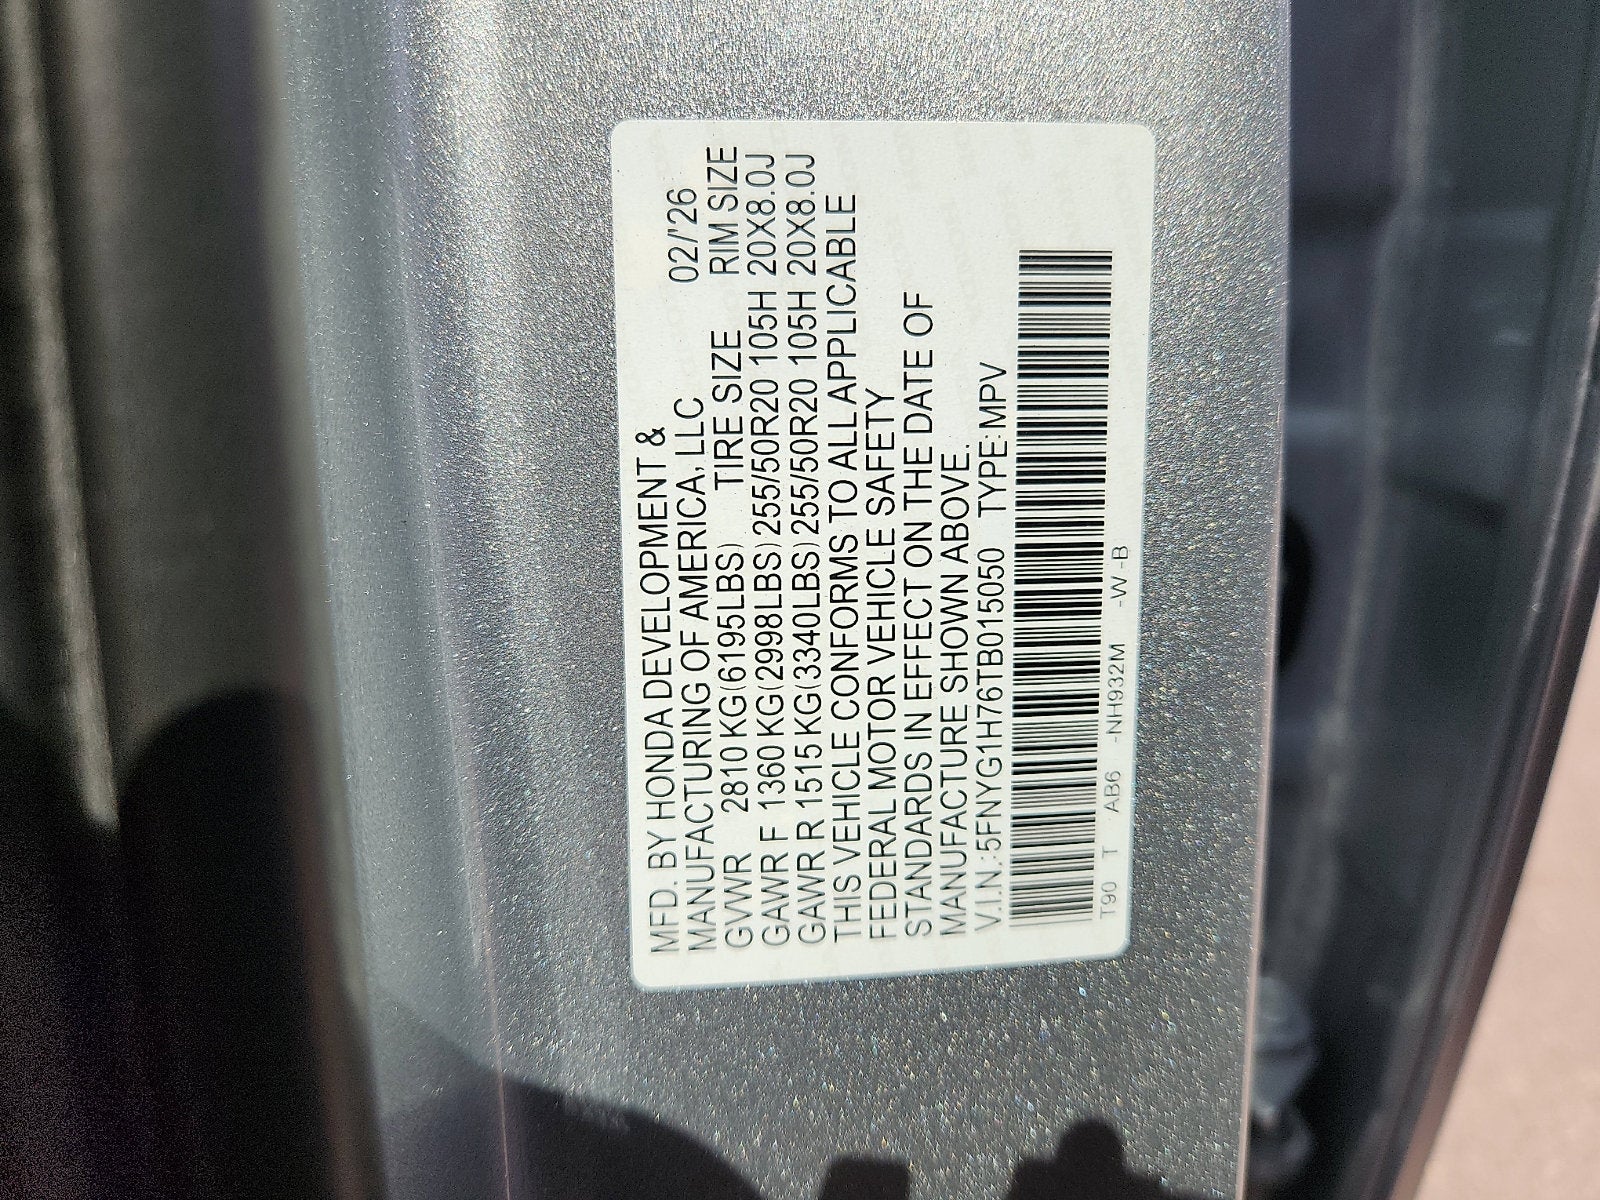 MFD. BY HONDA DEVELOPMENT &
MANUFACTURING OF AMERICA, LLC 02/'26
GVWR 2810 KG(6195LBS) TIRE SIZE RIM SIZE
GAWR F 1360 KG(2998LBS) 255/50R20 105H 20X8.0J
GAWR R 1515 KG(3340LBS) 255/50R20 105H 20X8.0J
THIS VEHICLE CONFORMS TO ALL APPLICABLE
FEDERAL MOTOR VEHICLE SAFETY
STANDARDS IN EFFECT ON THE DATE OF
MANUFACTURE SHOWN ABOVE.
V.I.N.:5FNYG1H76TB015050 TYPE:MPV
T90 T AB6 -NH932M -W -B